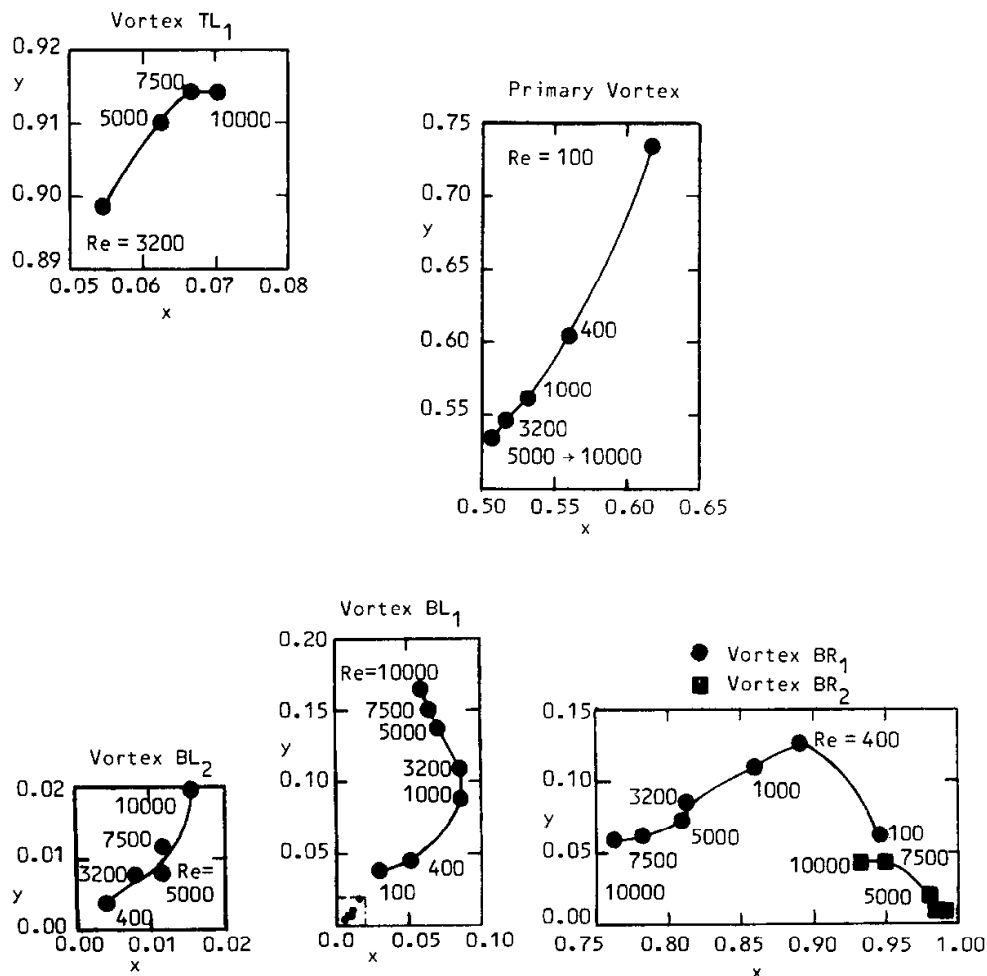 Vortex TL1
0.92
y
0.91
0.90
0.89
7500
5000
10000
Re = 3200
0.05 0.06 0.07 0.08
x
Primary Vortex
0.75
0.70
y
0.65
0.60
0.55
Re = 100
400
1000
3200
5000 → 10000
0.50 0.55 0.60 0.65
x
Vortex BL2
0.02
0.01
y
0.00
10000
7500
3200
Re=
5000
400
0.00 0.01 0.02
x
Vortex BL1
0.20
0.15
y
0.10
0.05
0.00
Re=10000
7500
5000
3200
1000
400
100
0.0 0.05 0.10
x
Vortex BR1
Vortex BR2
0.15
0.10
y
0.05
0.00
Re = 400
1000
3200
5000
7500
10000
100
10000
7500
5000
0.75 0.80 0.85 0.90 0.95 1.00
x